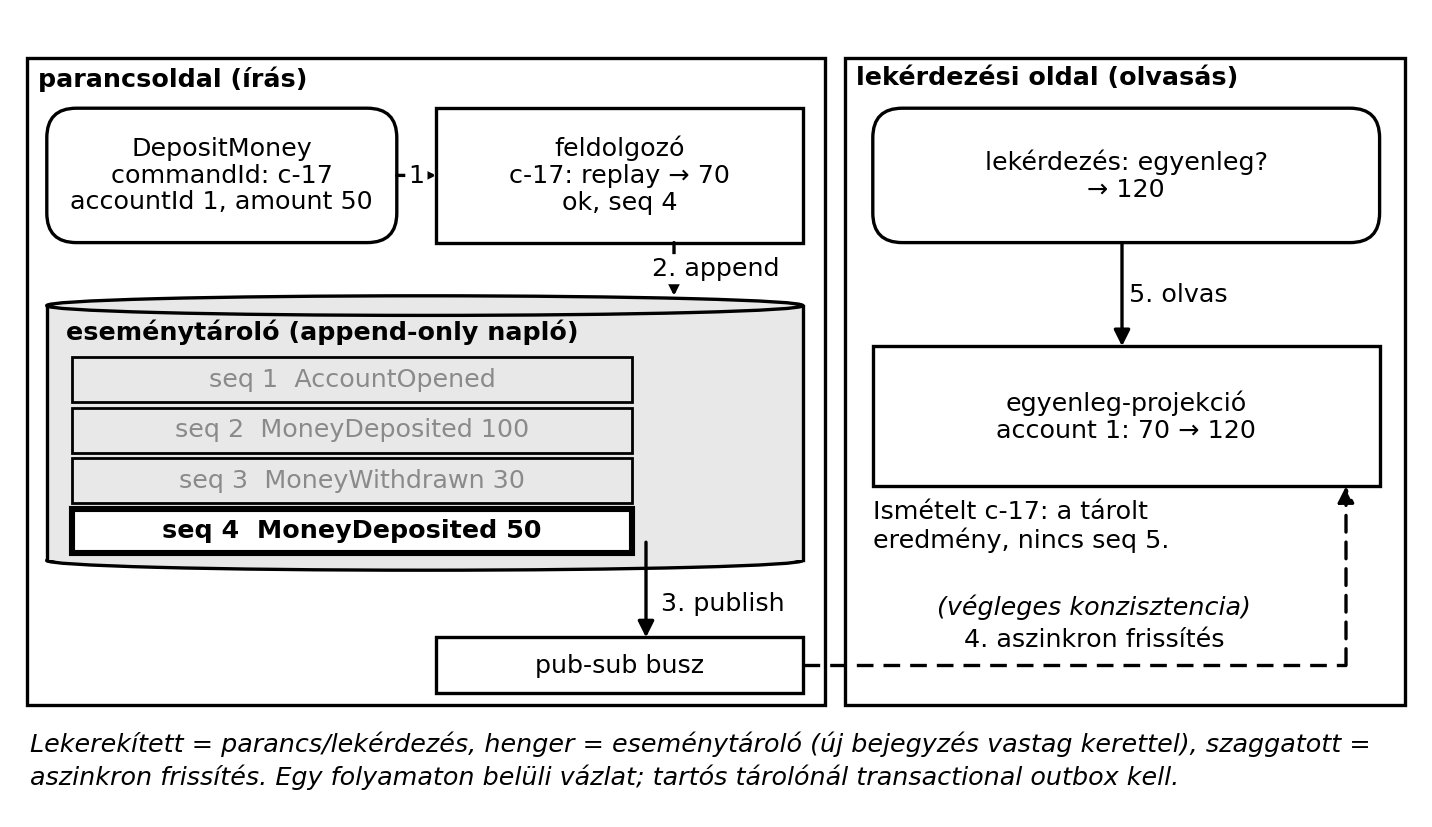 parancsoldal (írás)
DepositMoney
commandId: c-17
accountId 1, amount 50
1
feldolgozó
c-17: replay → 70
ok, seq 4
2. append
eseménytároló (append-only napló)
seq 1  AccountOpened
seq 2  MoneyDeposited 100
seq 3  MoneyWithdrawn 30
seq 4  MoneyDeposited 50
3. publish
pub-sub busz
lekérdezési oldal (olvasás)
lekérdezés: egyenleg?
→ 120
5. olvas
egyenleg-projekció
account 1: 70 → 120
Ismételt c-17: a tárolt
eredmény, nincs seq 5.
(végleges konzisztencia)
4. aszinkron frissítés
Lekerekített = parancs/lekérdezés, henger = eseménytároló (új bejegyzés vastag kerettel), szaggatott =
aszinkron frissítés. Egy folyamaton belüli vázlat; tartós tárolónál transactional outbox kell.